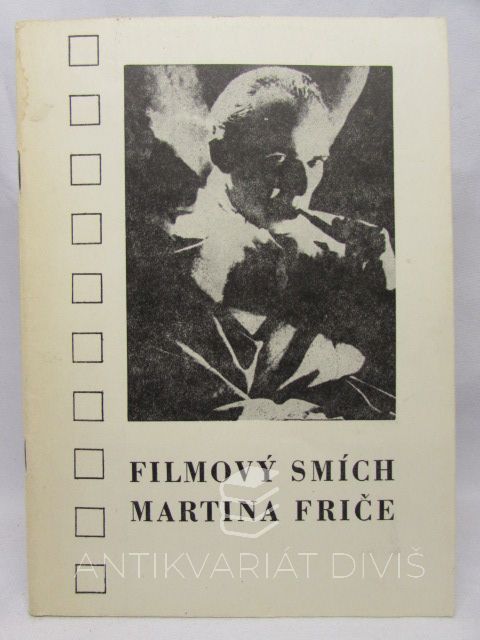 FILMOVÝ SMÍCH
MARTINA FRIČE
ANTIKVARIÁT DIVIŠ